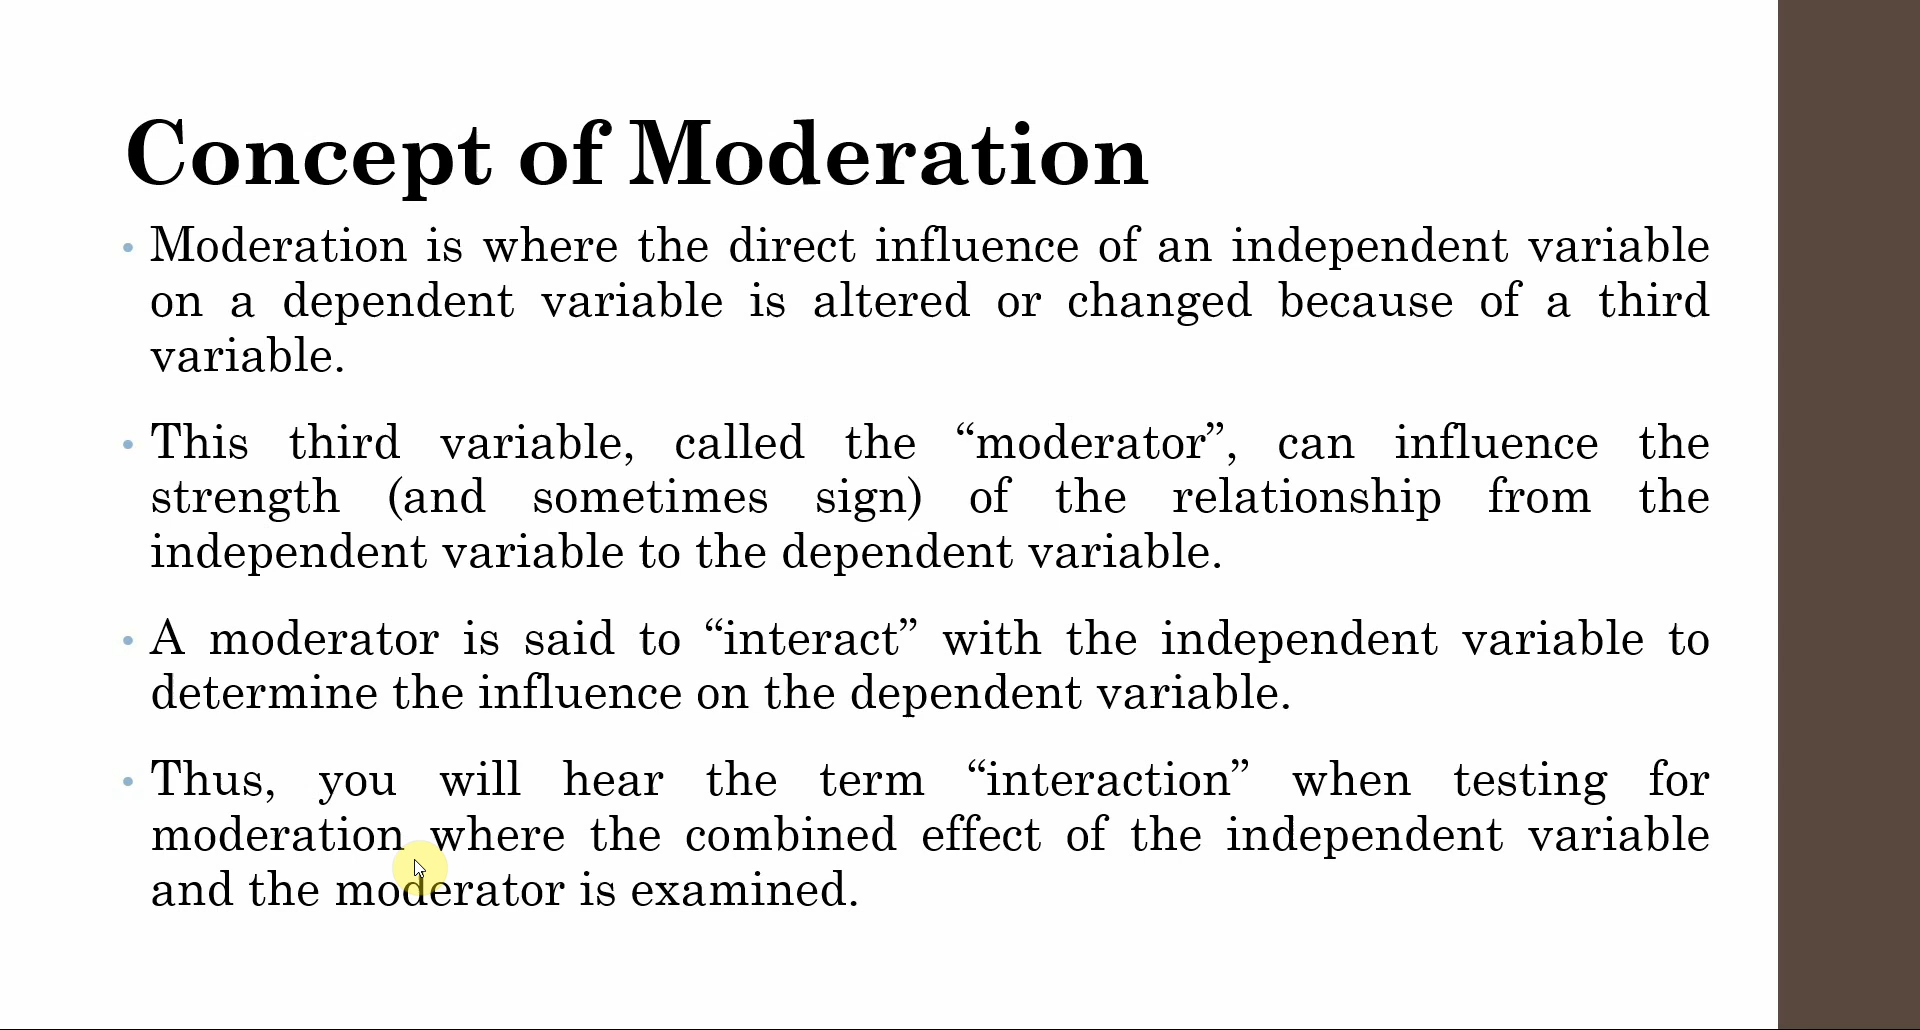 Concept of Moderation
• Moderation is where the direct influence of an independent variable
on a dependent variable is altered or changed because of a third
variable.
• This third variable, called the “moderator”, can influence the
strength (and sometimes sign) of the relationship from the
independent variable to the dependent variable.
• A moderator is said to “interact” with the independent variable to
determine the influence on the dependent variable.
• Thus, you will hear the term “interaction” when testing for
moderation where the combined effect of the independent variable
and the moderator is examined.